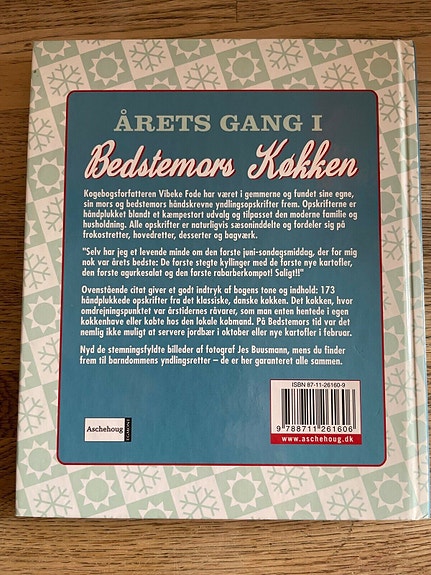 ÅRETS GANG I
Bedstemors Køkken
Kogebogsforfatteren Vibeke Fode har været i gemmerne og fundet sine egne,
sin mors og bedstemors håndskrevne yndlingsopskrifter frem. Opskrifterne er
håndplukket blandt et kæmpestort udvalg og tilpasset den moderne familie og
husholdning. Alle opskrifter er naturligvis sæsoninddelte og fordeler sig på
frokostretter, hovedretter, desserter og bagværk.
"Selv har jeg et levende minde om den første juni-søndagsmiddag, der for mig
nok var årets bedste: De første stegte kyllinger med de første nye kartofler,
den første agurkesalat og den første rabarberkompot! Saligt!!"
Ovenstående citat giver et godt indtryk af bogens tone og indhold: 173
håndplukkede opskrifter fra det klassiske, danske køkken. Det køkken, hvor
omdrejningspunktet var årstidernes råvarer, som man enten hentede i egen
køkkenhave eller købte hos den lokale købmand. På Bedstemors tid var det
nemlig ikke muligt at servere jordbær i oktober eller nye kartofler i februar.
Nyd de stemningsfyldte billeder af fotograf Jes Buusmann, mens du finder
frem til barndommens yndlingsretter – de er her garanteret alle sammen.
Aschehoug
EGMONT
ISBN 87-11-26160-9
9 788711 261606
www.aschehoug.dk